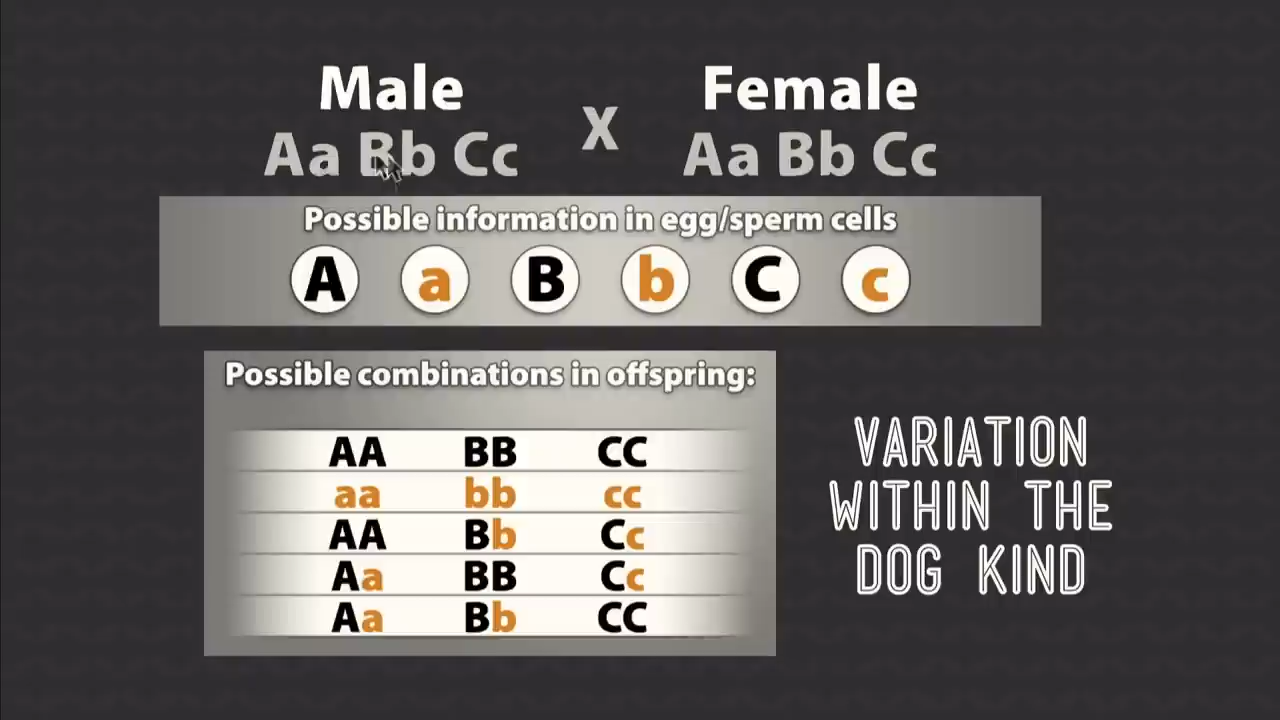 Male
Female
Aa Bb Cc
X
Aa Bb Cc
Possible information in egg/sperm cells
A a B b C c
Possible combinations in offspring:
AA BB CC
aa bb cc
AA Bb Cc
Aa BB Cc
Aa Bb CC
VARIATION
WITHIN THE
DOG KIND